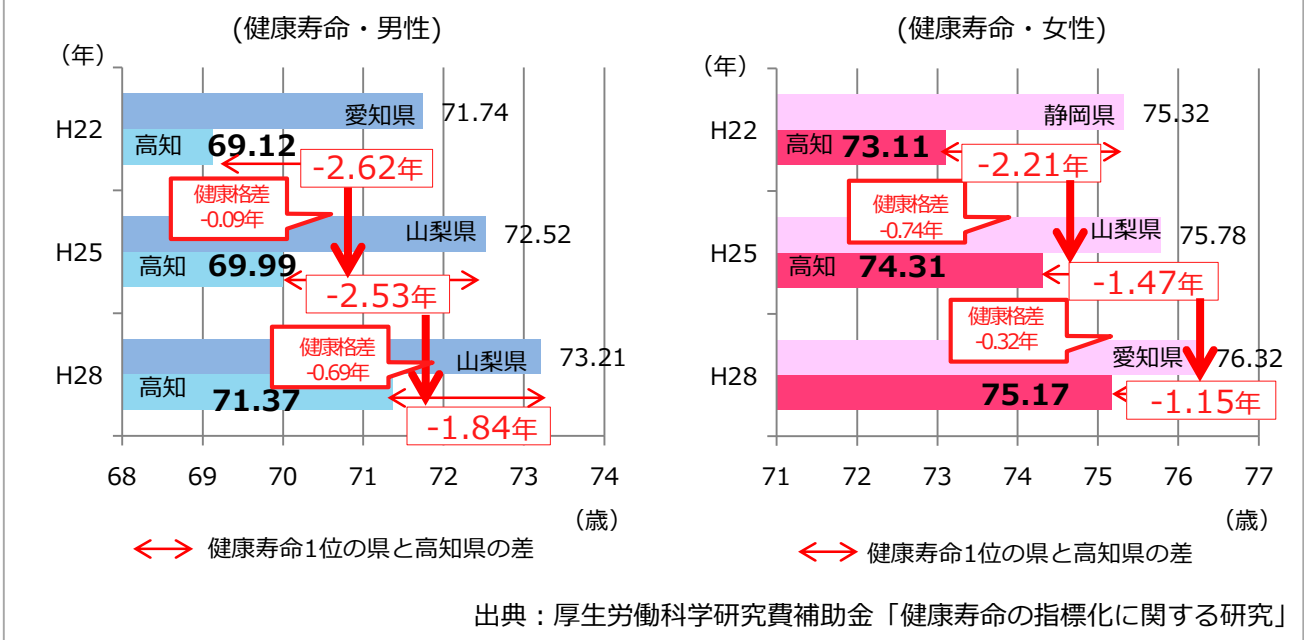 (健康寿命・男性)
（年）
H22
愛知県 71.74
高知 69.12
-2.62年
健康格差
-0.09年
H25
山梨県 72.52
高知 69.99
-2.53年
健康格差
-0.69年
H28
山梨県 73.21
高知 71.37
-1.84年
68 69 70 71 72 73 74
（歳）
健康寿命1位の県と高知県の差
(健康寿命・女性)
（年）
H22
静岡県 75.32
高知 73.11
-2.21年
健康格差
-0.74年
H25
山梨県 75.78
高知 74.31
-1.47年
健康格差
-0.32年
H28
愛知県 76.32
75.17
-1.15年
71 72 73 74 75 76 77
（歳）
健康寿命1位の県と高知県の差
出典：厚生労働科学研究費補助金「健康寿命の指標化に関する研究」